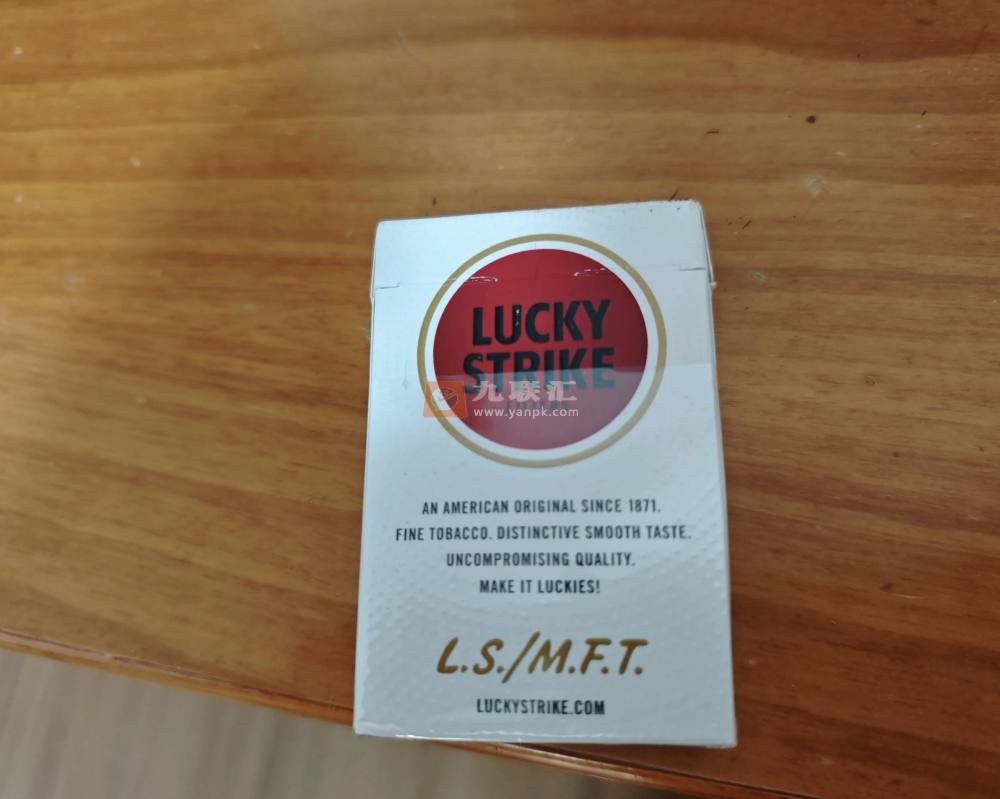 LUCKY
STRIKE
九联汇
www.yanpk.com
AN AMERICAN ORIGINAL SINCE 1871.
FINE TOBACCO. DISTINCTIVE SMOOTH TASTE.
UNCOMPROMISING QUALITY.
MAKE IT LUCKIES!
L.S./M.F.T.
LUCKYSTRIKE.COM